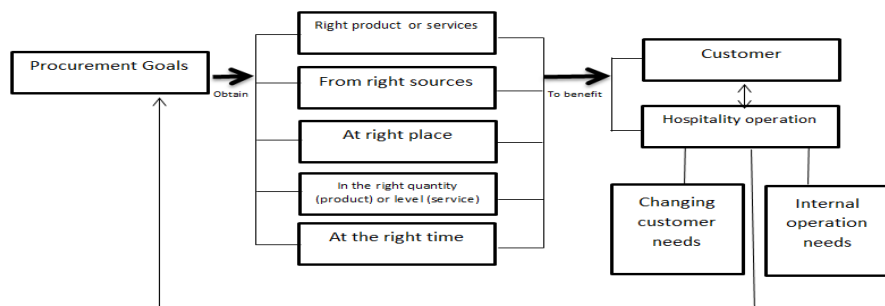 Procurement Goals
Obtain
Right product or services
From right sources
At right place
In the right quantity
(product) or level (service)
At the right time
To benefit
Customer
Hospitality operation
Changing
customer
needs
Internal
operation
needs